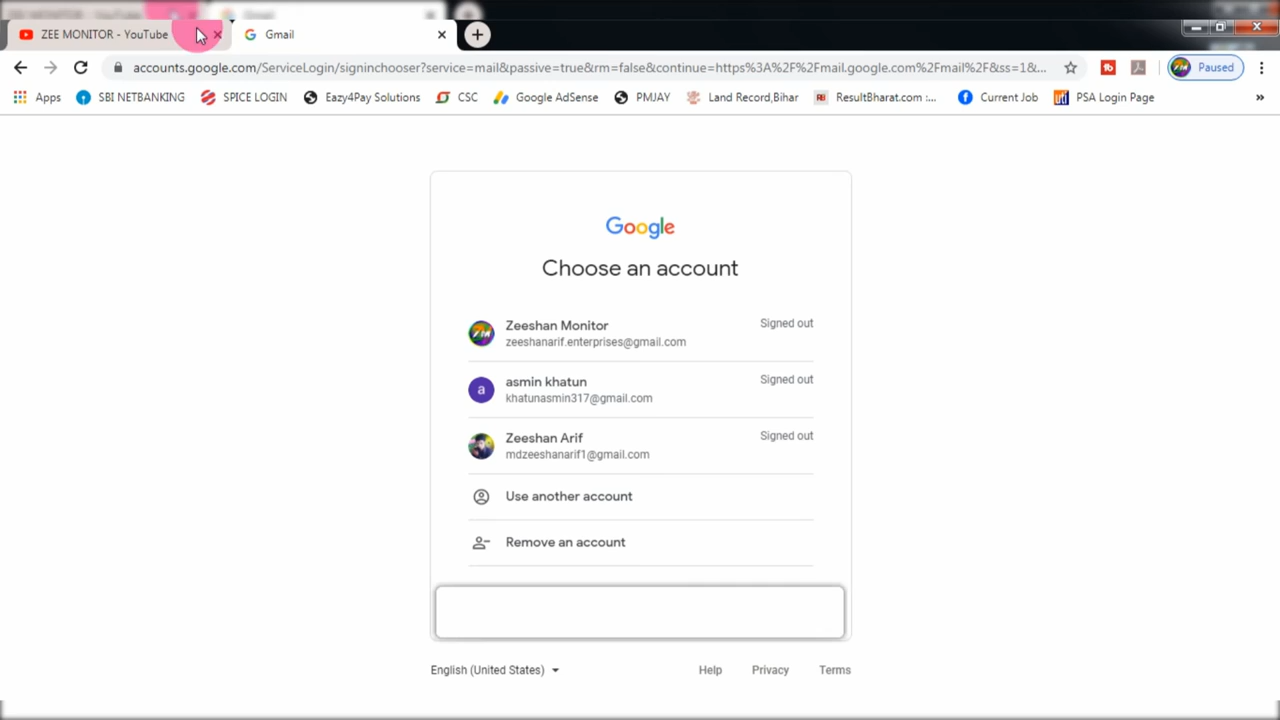 ZEE MONITOR - YouTube
Gmail
accounts.google.com/ServiceLogin/signinchooser?service=mail&passive=true&rm=false&continue=https%3A%2F%2Fmail.google.com%2Fmail%2F&ss=1&...
Paused
Apps
SBI NETBANKING
SPICE LOGIN
Eazy4Pay Solutions
CSC
Google AdSense
PMJAY
Land Record,Bihar
ResultBharat.com :...
Current Job
PSA Login Page
Google
Choose an account
Zeeshan Monitor
Signed out
zeeshanarif.enterprises@gmail.com
a
asmin khatun
Signed out
khatunasmin317@gmail.com
Zeeshan Arif
Signed out
mdzeeshanarif1@gmail.com
Use another account
Remove an account
English (United States)
Help
Privacy
Terms